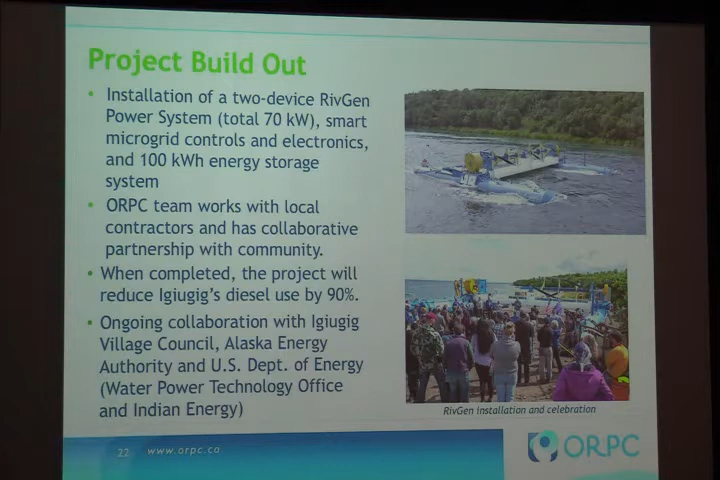 Project Build Out
• Installation of a two-device RivGen
Power System (total 70 kW), smart
microgrid controls and electronics,
and 100 kWh energy storage
system
• ORPC team works with local
contractors and has collaborative
partnership with community.
• When completed, the project will
reduce Igiugig's diesel use by 90%.
• Ongoing collaboration with Igiugig
Village Council, Alaska Energy
Authority and U.S. Dept. of Energy
(Water Power Technology Office
and Indian Energy)
RivGen installation and celebration
22 www.orpc.co
ORPC